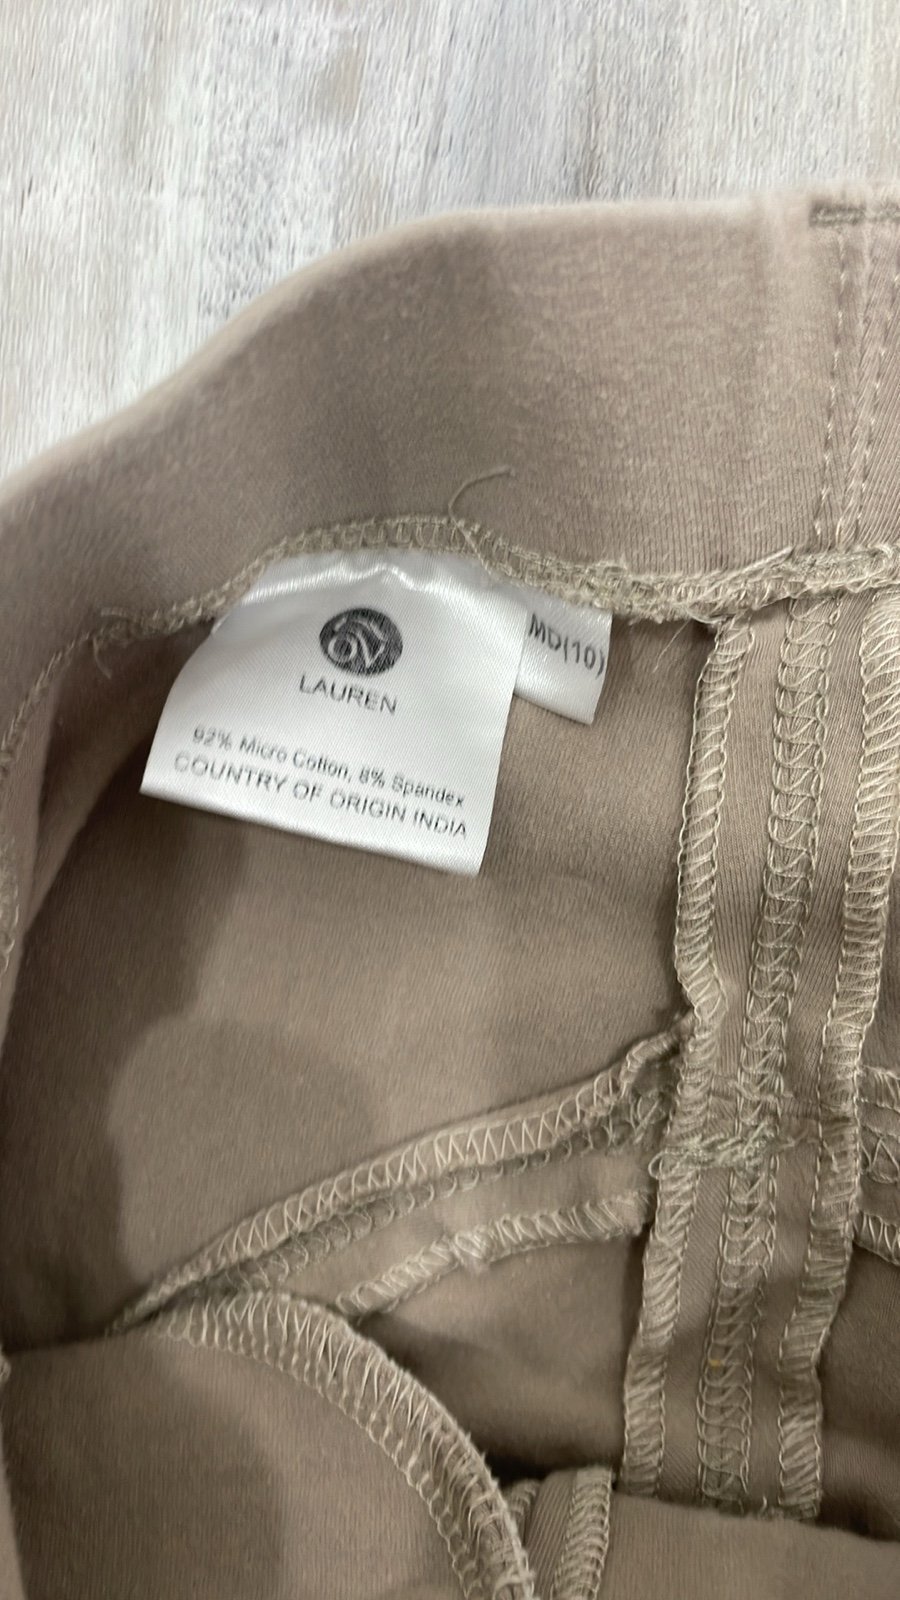 LAUREN
92% Micro Cotton, 8% Spandex
COUNTRY OF ORIGIN INDIA
MD(10)